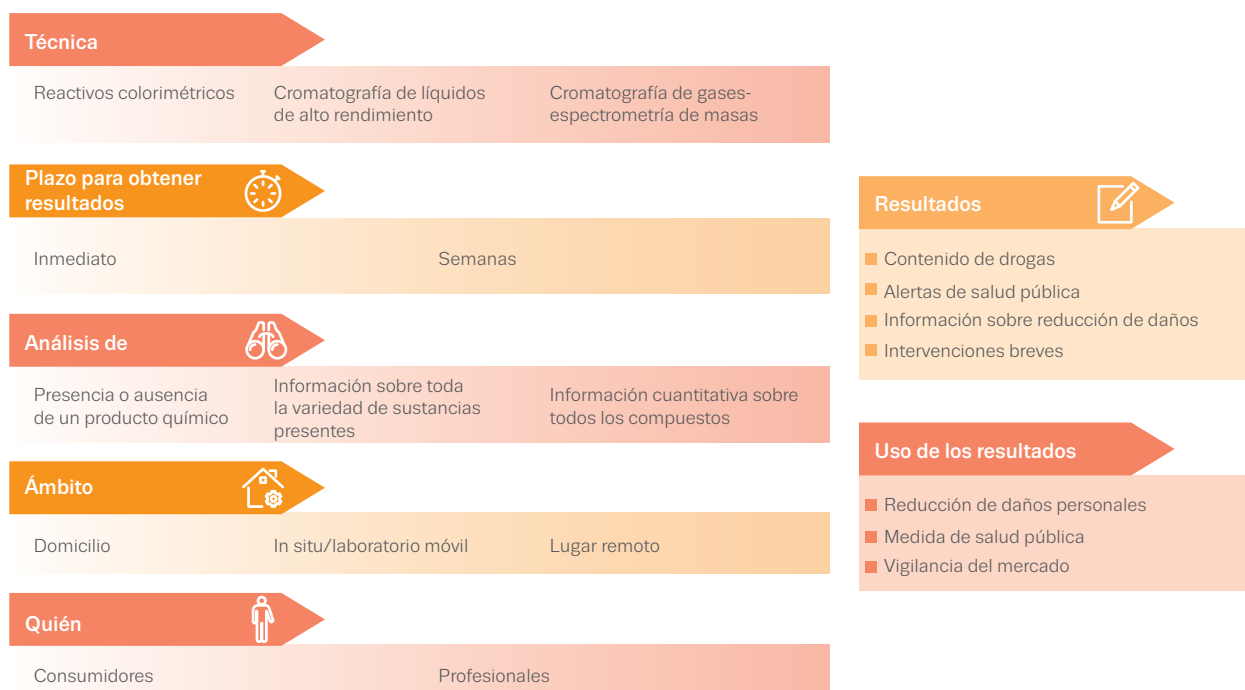 Técnica
Reactivos colorimétricos
Cromatografía de líquidos
de alto rendimiento
Cromatografía de gases-
espectrometría de masas
Plazo para obtener
resultados
Inmediato
Semanas
Análisis de
Presencia o ausencia
de un producto químico
Información sobre toda
la variedad de sustancias
presentes
Información cuantitativa sobre
todos los compuestos
Ámbito
Domicilio
In situ/laboratorio móvil
Lugar remoto
Quién
Consumidores
Profesionales
Resultados
Contenido de drogas
Alertas de salud pública
Información sobre reducción de daños
Intervenciones breves
Uso de los resultados
Reducción de daños personales
Medida de salud pública
Vigilancia del mercado